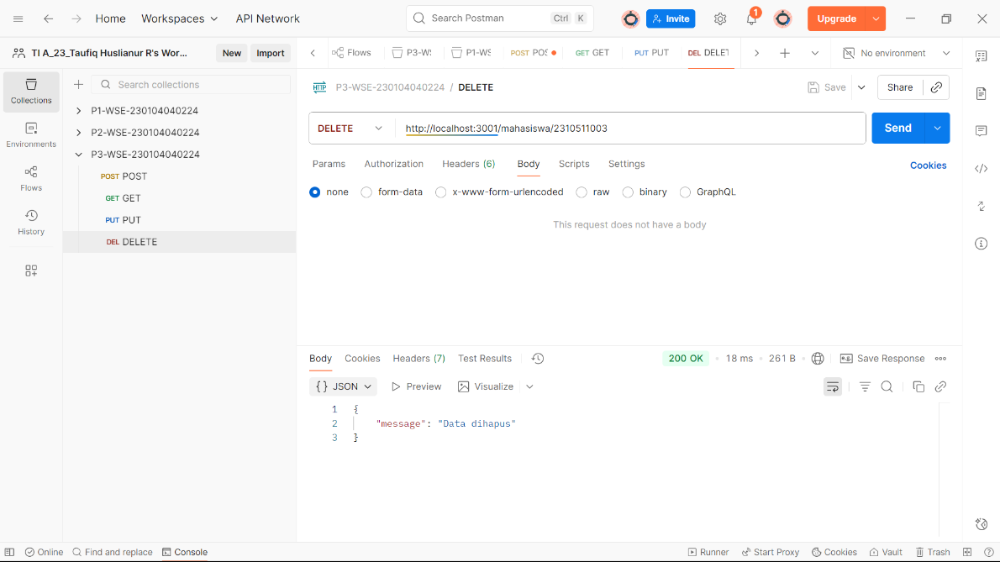 Home Workspaces API Network Search Postman Ctrl K Invite 1 Upgrade
TI A_23_Taufiq Huslianur R's Wor... New Import Flows P3-WS P1-WS POST POS GET GET PUT PUT DEL DELET No environment
Search collections
Collections
Environments
Flows
History
P1-WSE-230104040224
P2-WSE-230104040224
P3-WSE-230104040224
POST POST
GET GET
PUT PUT
DEL DELETE
HTTP P3-WSE-230104040224 / DELETE Save Share
DELETE http://localhost:3001/mahasiswa/2310511003 Send
Params Authorization Headers (6) Body Scripts Settings Cookies
none form-data x-www-form-urlencoded raw binary GraphQL
This request does not have a body
Body Cookies Headers (7) Test Results 200 OK • 18 ms • 261 B • e.g. Save Response
{} JSON Preview Visualize
1 {
2 "message": "Data dihapus"
3 }
Online Find and replace Console Runner Start Proxy Cookies Vault Trash